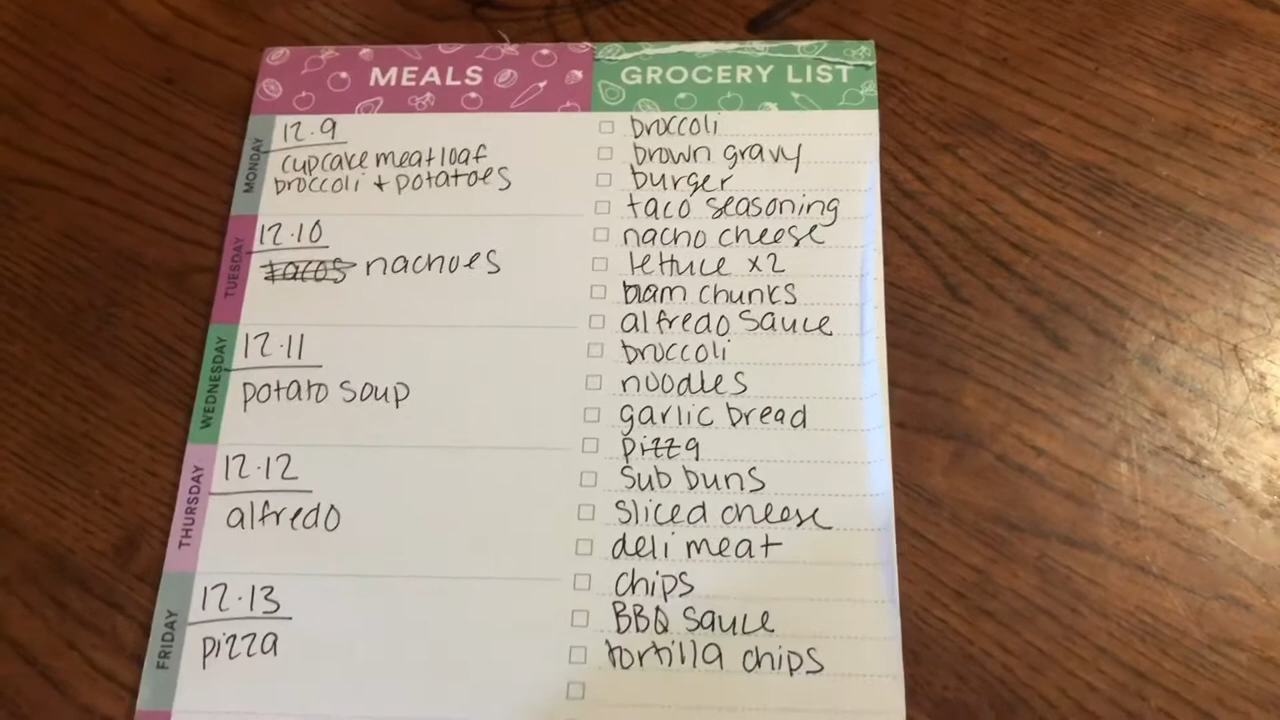 MEALS
MONDAY
12.9
cupcake meatloaf
broccoli + potatoes
TUESDAY
12.10
tacos nachoes
WEDNESDAY
12.11
potato soup
THURSDAY
12.12
alfredo
FRIDAY
12.13
pizza
GROCERY LIST
broccoli
brown gravy
burger
taco seasoning
nacho cheese
lettuce x2
ham chunks
alfredo sauce
broccoli
noodles
garlic bread
pizza
sub buns
sliced cheese
deli meat
chips
BBQ sauce
tortilla chips